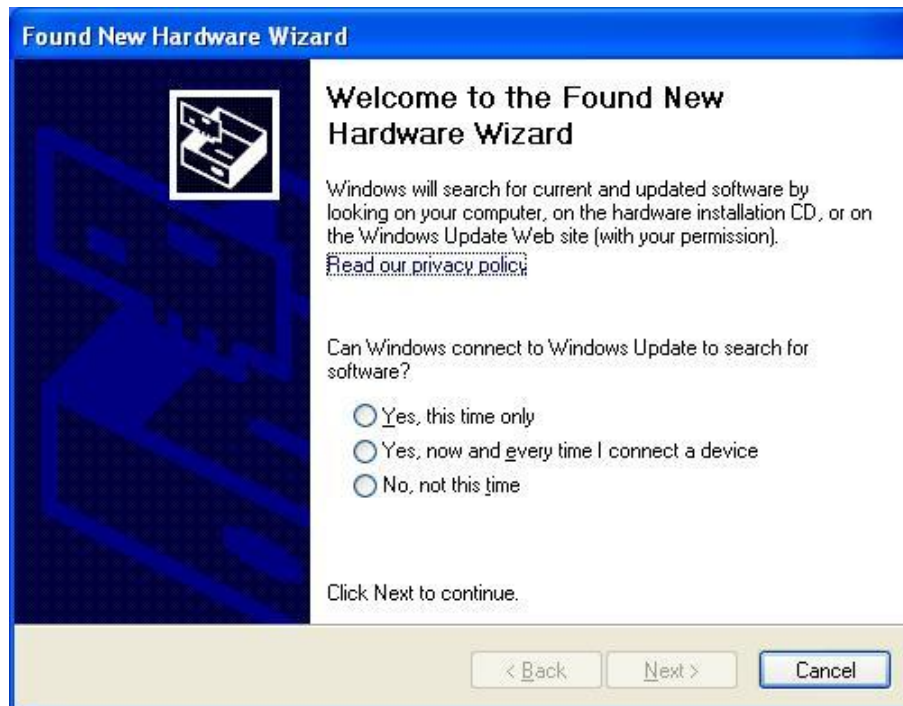 Found New Hardware Wizard
Welcome to the Found New
Hardware Wizard
Windows will search for current and updated software by
looking on your computer, on the hardware installation CD, or on
the Windows Update Web site (with your permission).
Read our privacy policy
Can Windows connect to Windows Update to search for
software?
Yes, this time only
Yes, now and every time I connect a device
No, not this time
Click Next to continue.
< Back
Next >
Cancel